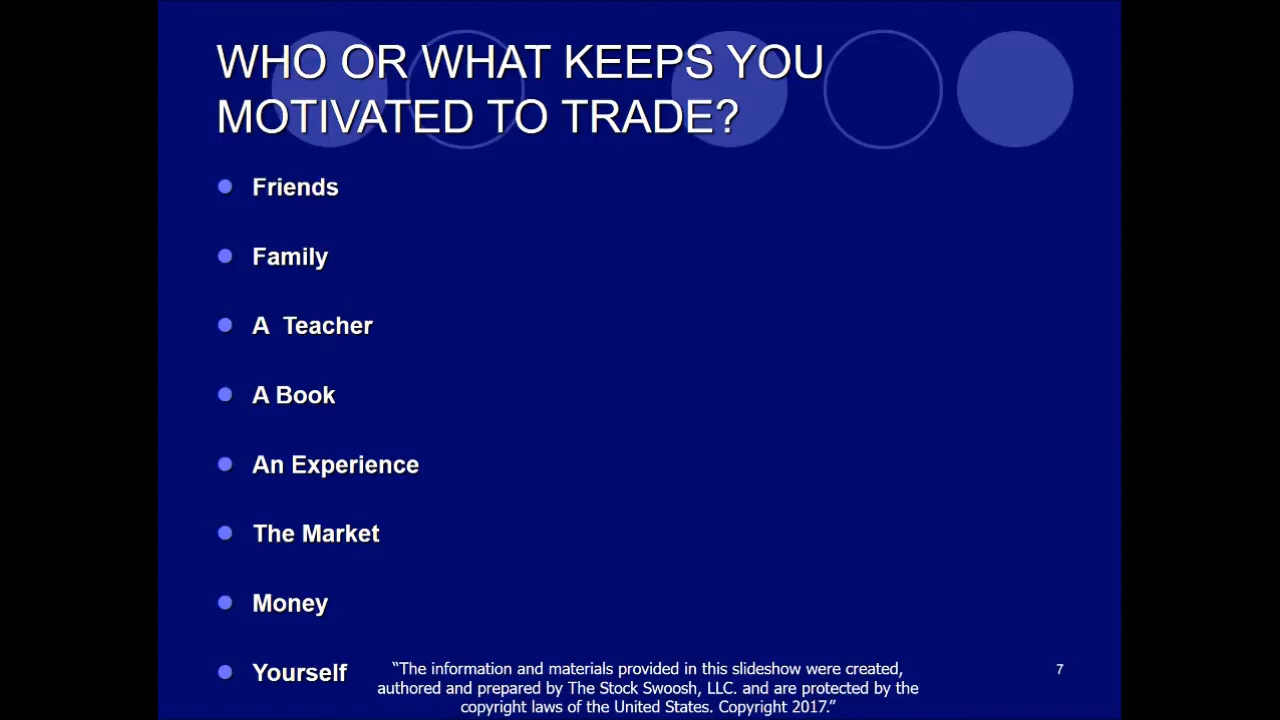 WHO OR WHAT KEEPS YOU
MOTIVATED TO TRADE?
Friends
Family
A Teacher
A Book
An Experience
The Market
Money
Yourself
“The information and materials provided in this slideshow were created,
authored and prepared by The Stock Swoosh, LLC. and are protected by the
copyright laws of the United States. Copyright 2017.”
7